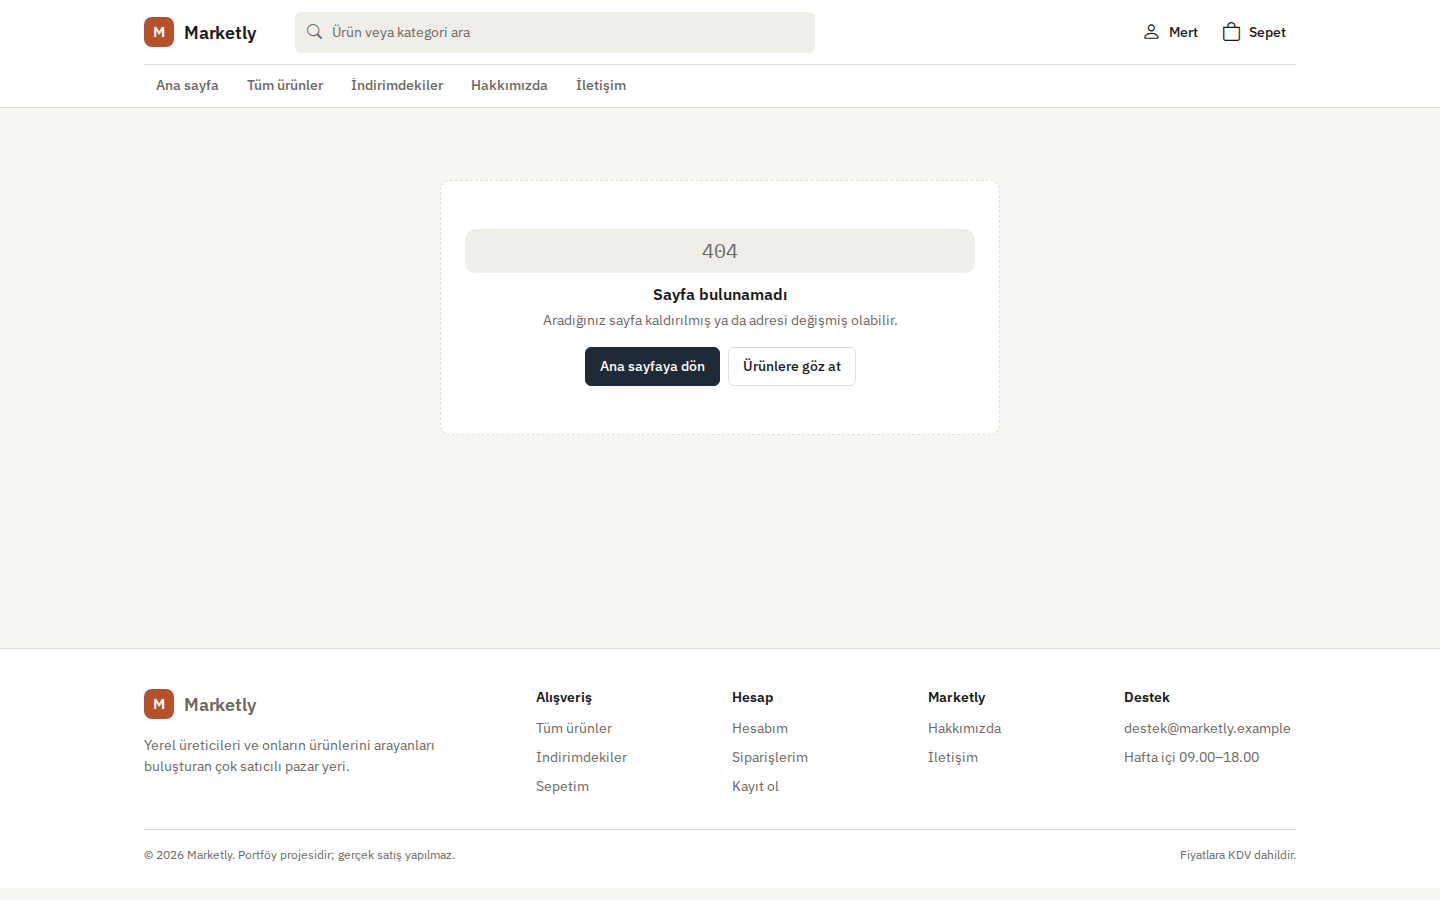 M Marketly
Ürün veya kategori ara
Mert
Sepet
Ana sayfa Tüm ürünler İndirimdekiler Hakkımızda İletişim
404
Sayfa bulunamadı
Aradığınız sayfa kaldırılmış ya da adresi değişmiş olabilir.
Ana sayfaya dön Ürünlere göz at
M Marketly
Yerel üreticileri ve onların ürünlerini arayanları
buluşturan çok satıcılı pazar yeri.
Alışveriş
Tüm ürünler
İndirimdekiler
Sepetim
Hesap
Hesabım
Siparişlerim
Kayıt ol
Marketly
Hakkımızda
İletişim
Destek
destek@marketly.example
Hafta içi 09.00–18.00
© 2026 Marketly. Portföy projesidir; gerçek satış yapılmaz.
Fiyatlara KDV dahildir.